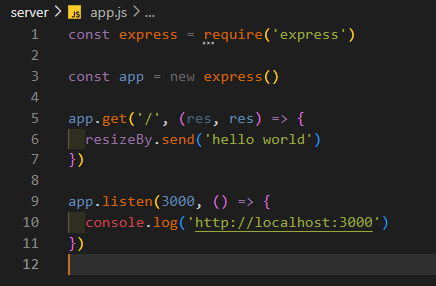 server > JS app.js > ...
1 const express = require('express')
2
3 const app = new express()
4
5 app.get('/', (res, res) => {
6   resizeBy.send('hello world')
7 })
8
9 app.listen(3000, () => {
10   console.log('http://localhost:3000')
11 })
12